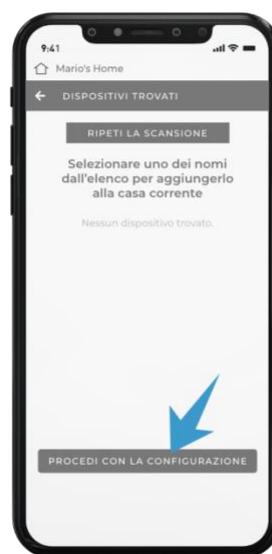 9:41
Mario's Home
DISPOSITIVI TROVATI
RIPETI LA SCANSIONE
Selezionare uno dei nomi
dall'elenco per aggiungerlo
alla casa corrente
Nessun dispositivo trovato.
PROCEDI CON LA CONFIGURAZIONE